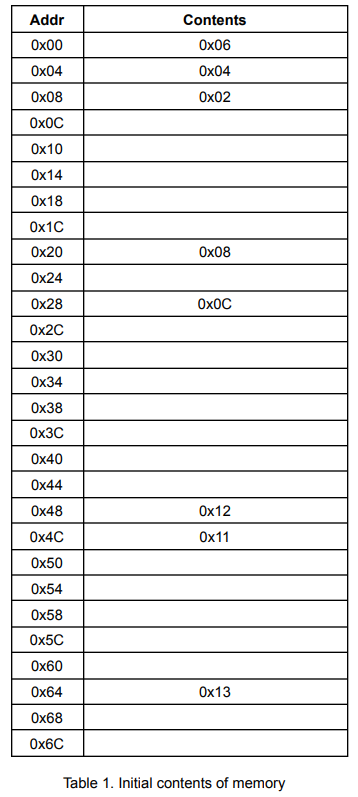 Addr Contents
0x00 0x06
0x04 0x04
0x08 0x02
0x0C
0x10
0x14
0x18
0x1C
0x20 0x08
0x24
0x28 0x0C
0x2C
0x30
0x34
0x38
0x3C
0x40
0x44
0x48 0x12
0x4C 0x11
0x50
0x54
0x58
0x5C
0x60
0x64 0x13
0x68
0x6C
Table 1. Initial contents of memory